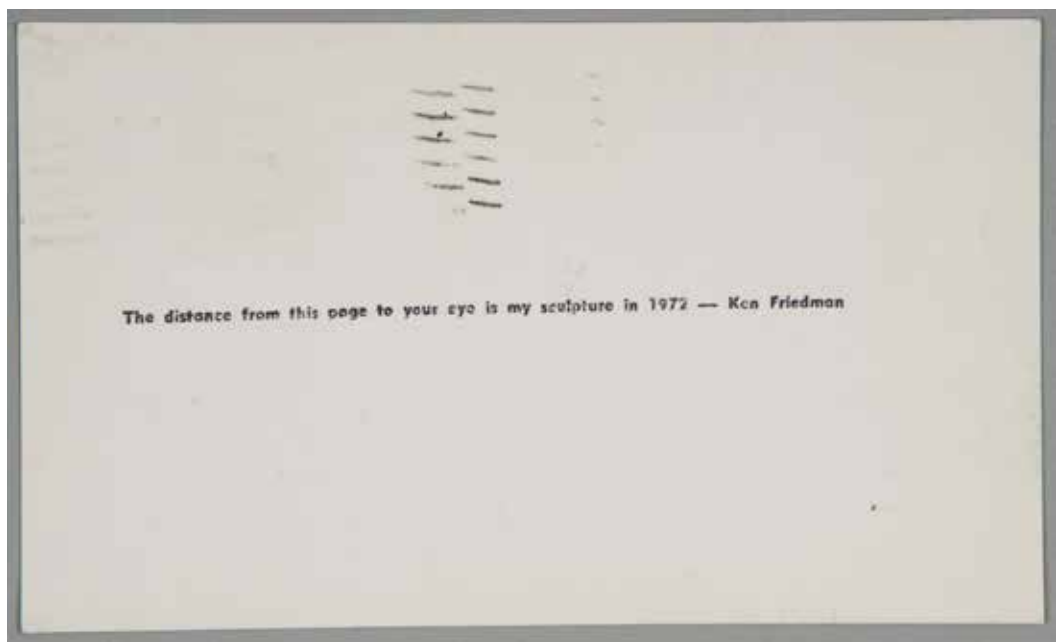 The distance from this page to your eye is my sculpture in 1972 — Ken Friedman